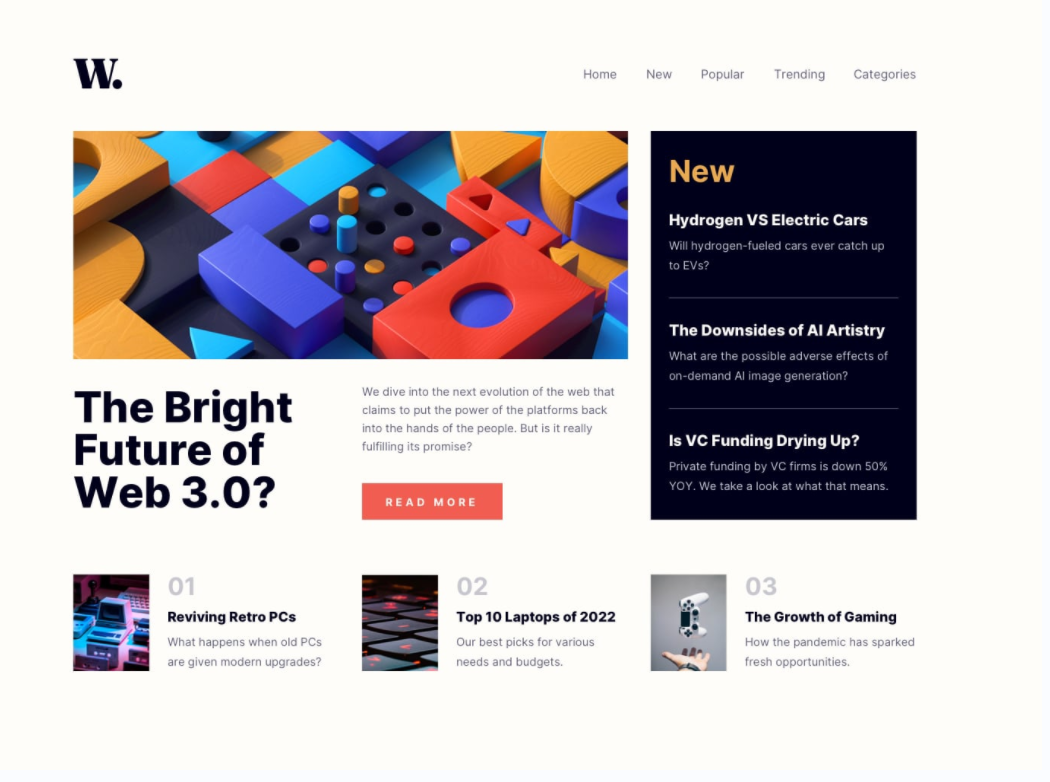 W.
Home New Popular Trending Categories
The Bright
Future of
Web 3.0?
We dive into the next evolution of the web that
claims to put the power of the platforms back
into the hands of the people. But is it really
fulfilling its promise?
READ MORE
New
Hydrogen VS Electric Cars
Will hydrogen-fueled cars ever catch up
to EVs?
The Downsides of AI Artistry
What are the possible adverse effects of
on-demand AI image generation?
Is VC Funding Drying Up?
Private funding by VC firms is down 50%
YOY. We take a look at what that means.
01
Reviving Retro PCs
What happens when old PCs
are given modern upgrades?
02
Top 10 Laptops of 2022
Our best picks for various
needs and budgets.
03
The Growth of Gaming
How the pandemic has sparked
fresh opportunities.